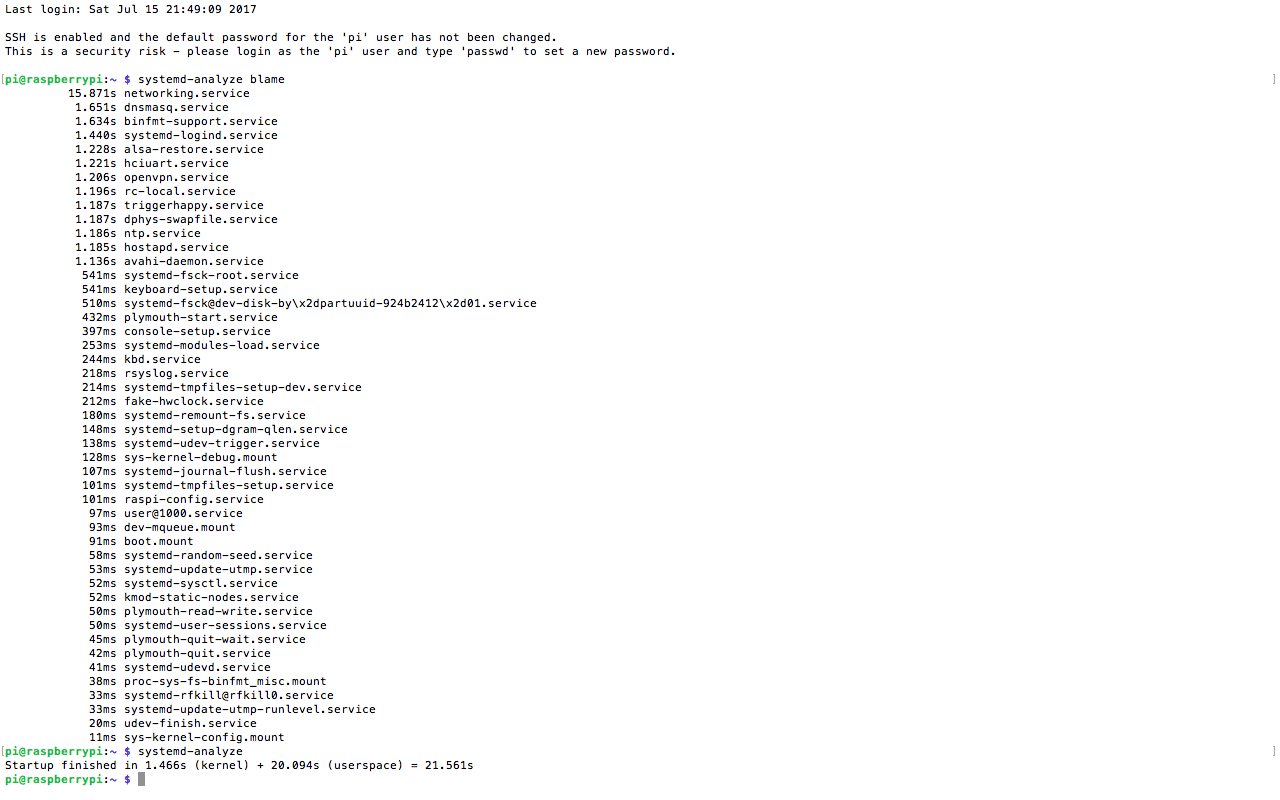 Last login: Sat Jul 15 21:49:09 2017
SSH is enabled and the default password for the 'pi' user has not been changed.
This is a security risk - please login as the 'pi' user and type 'passwd' to set a new password.
[pi@raspberrypi:~ $ systemd-analyze blame ]
15.871s networking.service
1.651s dnsmasq.service
1.634s binfmt-support.service
1.440s systemd-logind.service
1.228s alsa-restore.service
1.221s hciuart.service
1.206s openvpn.service
1.196s rc-local.service
1.187s triggerhappy.service
1.187s dphys-swapfile.service
1.186s ntp.service
1.185s hostapd.service
1.136s avahi-daemon.service
541ms systemd-fsck-root.service
541ms keyboard-setup.service
510ms systemd-fsck@dev-disk-by\x2dpartuuid-924b2412\x2d01.service
432ms plymouth-start.service
397ms console-setup.service
253ms systemd-modules-load.service
244ms kbd.service
218ms rsyslog.service
214ms systemd-tmpfiles-setup-dev.service
212ms fake-hwclock.service
180ms systemd-remount-fs.service
148ms systemd-setup-dgram-qlen.service
138ms systemd-udev-trigger.service
128ms sys-kernel-debug.mount
107ms systemd-journal-flush.service
101ms systemd-tmpfiles-setup.service
101ms raspi-config.service
97ms user@1000.service
93ms dev-mqueue.mount
91ms boot.mount
58ms systemd-random-seed.service
53ms systemd-update-utmp.service
52ms systemd-sysctl.service
52ms kmod-static-nodes.service
50ms plymouth-read-write.service
50ms systemd-user-sessions.service
45ms plymouth-quit-wait.service
42ms plymouth-quit.service
41ms systemd-udevd.service
38ms proc-sys-fs-binfmt_misc.mount
33ms systemd-rfkill@rfkill0.service
33ms systemd-update-utmp-runlevel.service
20ms udev-finish.service
11ms sys-kernel-config.mount
[pi@raspberrypi:~ $ systemd-analyze ]
Startup finished in 1.466s (kernel) + 20.094s (userspace) = 21.561s
pi@raspberrypi:~ $